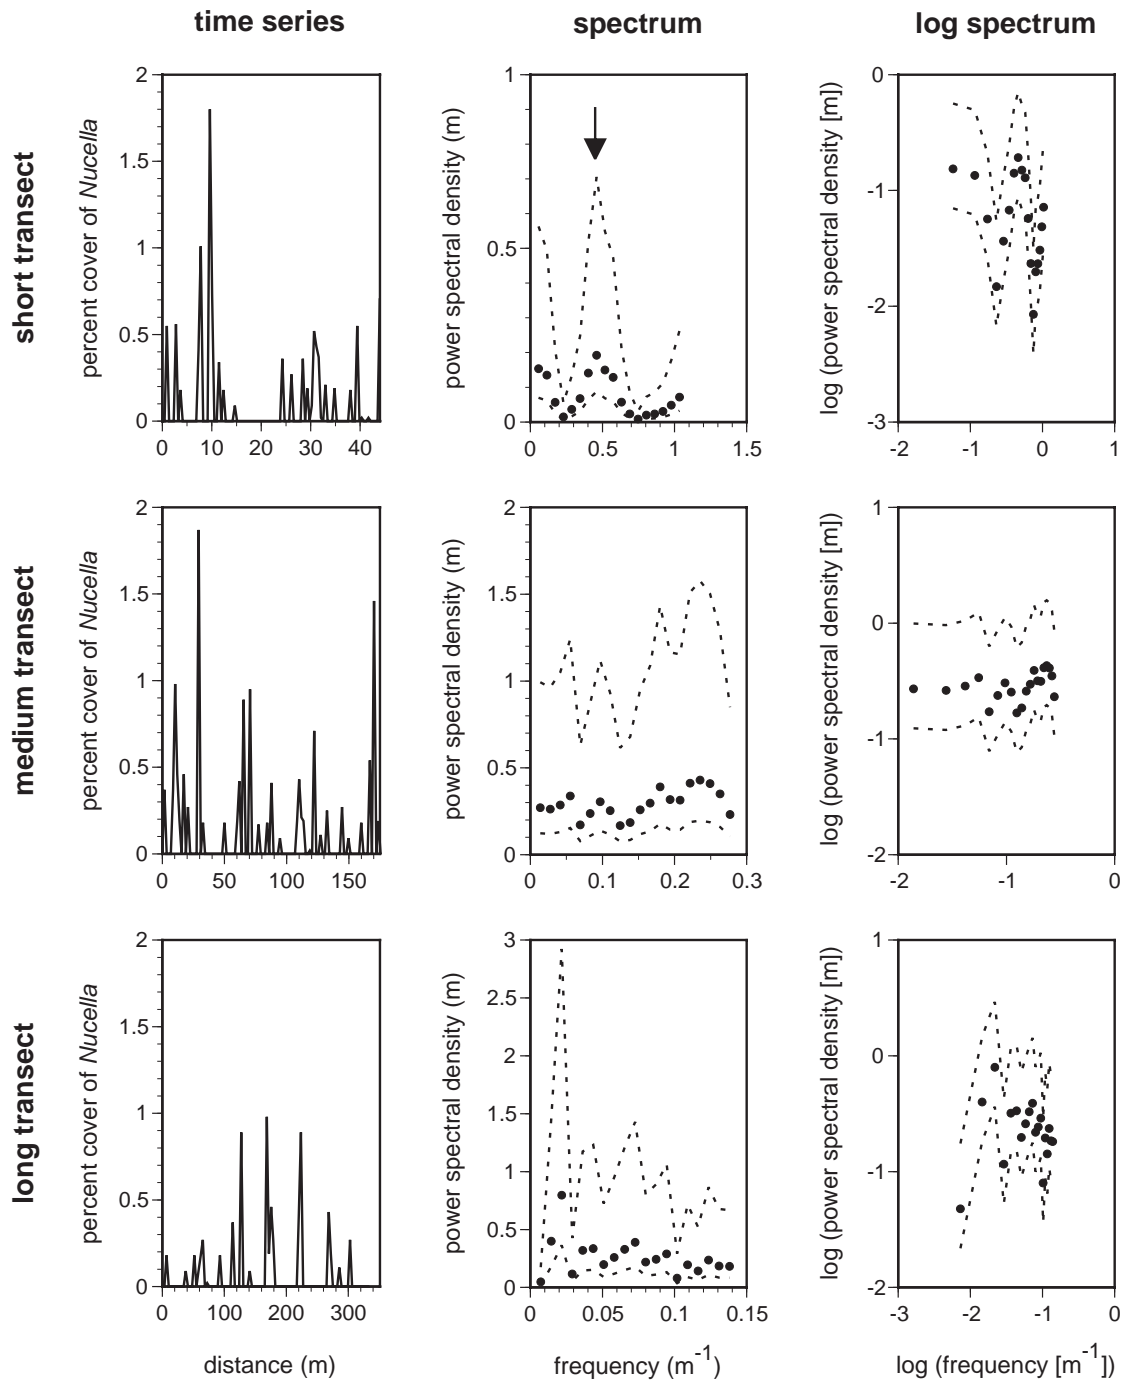 time series spectrum log spectrum
short transect
percent cover of Nucella
2
1.5
1
0.5
0
0 10 20 30 40
power spectral density (m)
1
0.5
0
0 0.5 1 1.5
log (power spectral density [m])
0
-1
-2
-3
-2 -1 0 1
medium transect
percent cover of Nucella
2
1.5
1
0.5
0
0 50 100 150
power spectral density (m)
2
1.5
1
0.5
0
0 0.1 0.2 0.3
log (power spectral density [m])
1
0
-1
-2
-2 -1 0
long transect
percent cover of Nucella
2
1.5
1
0.5
0
0 100 200 300
distance (m)
power spectral density (m)
3
2.5
2
1.5
1
0.5
0
0 0.05 0.1 0.15
frequency (m⁻¹)
log (power spectral density [m])
1
0
-1
-2
-3 -2 -1 0
log (frequency [m⁻¹])